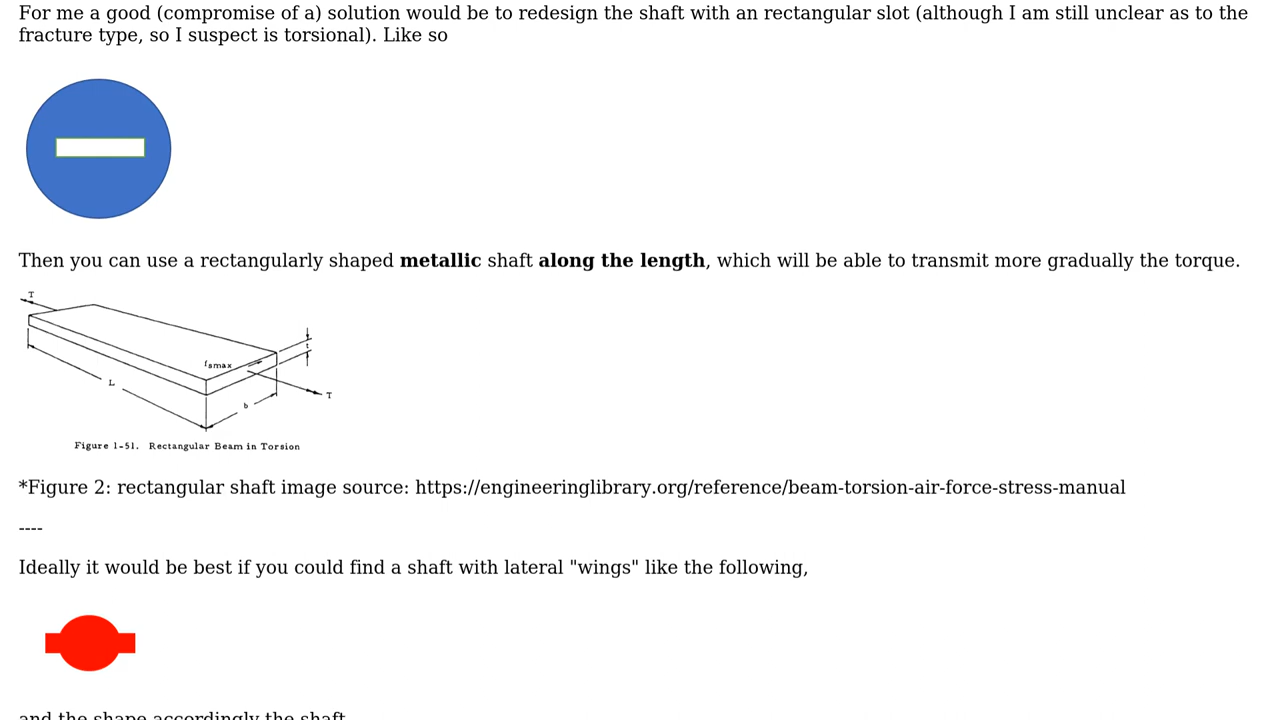 For me a good (compromise of a) solution would be to redesign the shaft with an rectangular slot (although I am still unclear as to the
fracture type, so I suspect is torsional). Like so
Then you can use a rectangularly shaped metallic shaft along the length, which will be able to transmit more gradually the torque.
T
t
fsmax
L
T
b
Figure 1-51. Rectangular Beam in Torsion
*Figure 2: rectangular shaft image source: https://engineeringlibrary.org/reference/beam-torsion-air-force-stress-manual
----
Ideally it would be best if you could find a shaft with lateral "wings" like the following,
and the shape accordingly the shaft